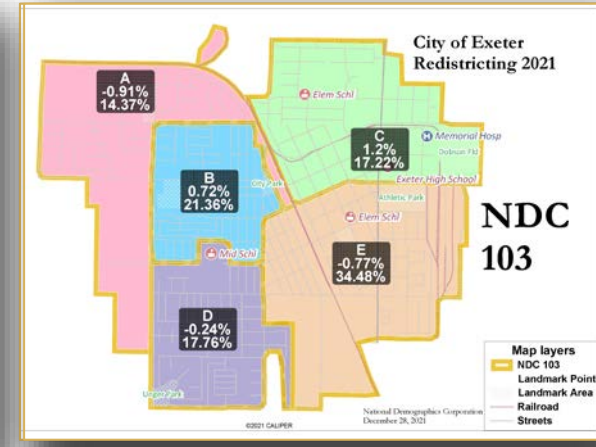 City of Exeter
Redistricting 2021
A
-0.91%
14.37%
Elem Schl
C
1.2%
17.22%
Memorial Hosp
Dobson Fld
B
0.72%
21.36%
City Park
Exeter High School
Athletic Park
Elem Schl
NDC
103
Mid Schl
E
-0.77%
34.48%
D
-0.24%
17.76%
Unger Park
Map layers
NDC 103
Landmark Point
Landmark Area
Railroad
Streets
National Demographics Corporation
December 28, 2021
©2021 CALIPER